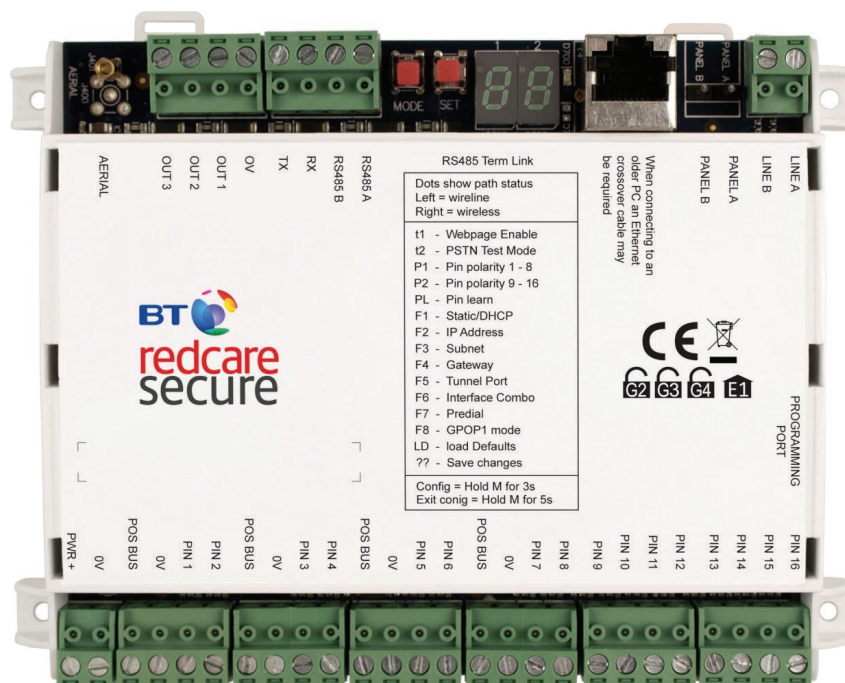 1 2
J401
J400
AERIAL
MODE SET
PANEL B
PANEL A
AERIAL
OUT 3
OUT 2
OUT 1
OV
TX
RX
RS485 B
RS485 A
RS485 Term Link
Dots show path status
Left = wireline
Right = wireless
t1 - Webpage Enable
t2 - PSTN Test Mode
P1 - Pin polarity 1 - 8
P2 - Pin polarity 9 - 16
PL - Pin learn
F1 - Static/DHCP
F2 - IP Address
F3 - Subnet
F4 - Gateway
F5 - Tunnel Port
F6 - Interface Combo
F7 - Predial
F8 - GPOP1 mode
LD - load Defaults
?? - Save changes
Config = Hold M for 3s
Exit conig = Hold M for 5s
When connecting to an
older PC an Ethernet
crossover cable may
be required
PANEL B
PANEL A
LINE B
LINE A
BT
redcare
secure
CE
G2 G3 G4 E1
PROGRAMMING
PORT
PWR +
0V
POS BUS
0V
PIN 1
PIN 2
POS BUS
0V
PIN 3
PIN 4
POS BUS
0V
PIN 5
PIN 6
POS BUS
0V
PIN 7
PIN 8
PIN 9
PIN 10
PIN 11
PIN 12
PIN 13
PIN 14
PIN 15
PIN 16